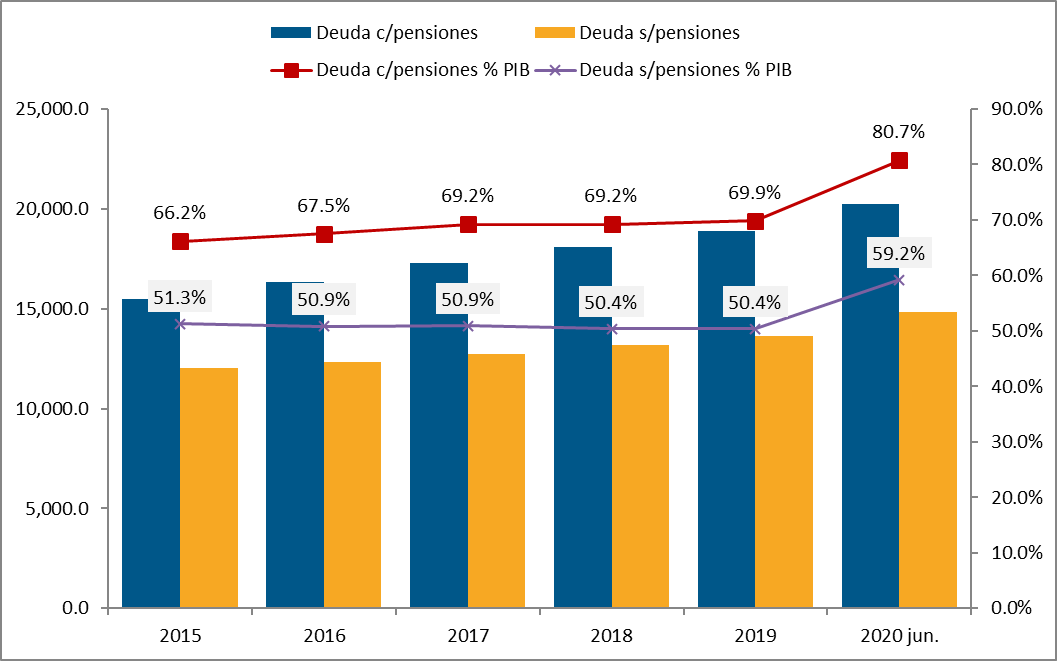 Deuda c/pensiones Deuda s/pensiones
Deuda c/pensiones % PIB Deuda s/pensiones % PIB
25,000.0 90.0%
80.7%
80.0%
20,000.0 66.2% 67.5% 69.2% 69.2% 69.9% 70.0%
59.2%
60.0%
15,000.0 51.3% 50.9% 50.9% 50.4% 50.4%
50.0%
10,000.0 40.0%
30.0%
5,000.0 20.0%
10.0%
0.0 0.0%
2015 2016 2017 2018 2019 2020 jun.